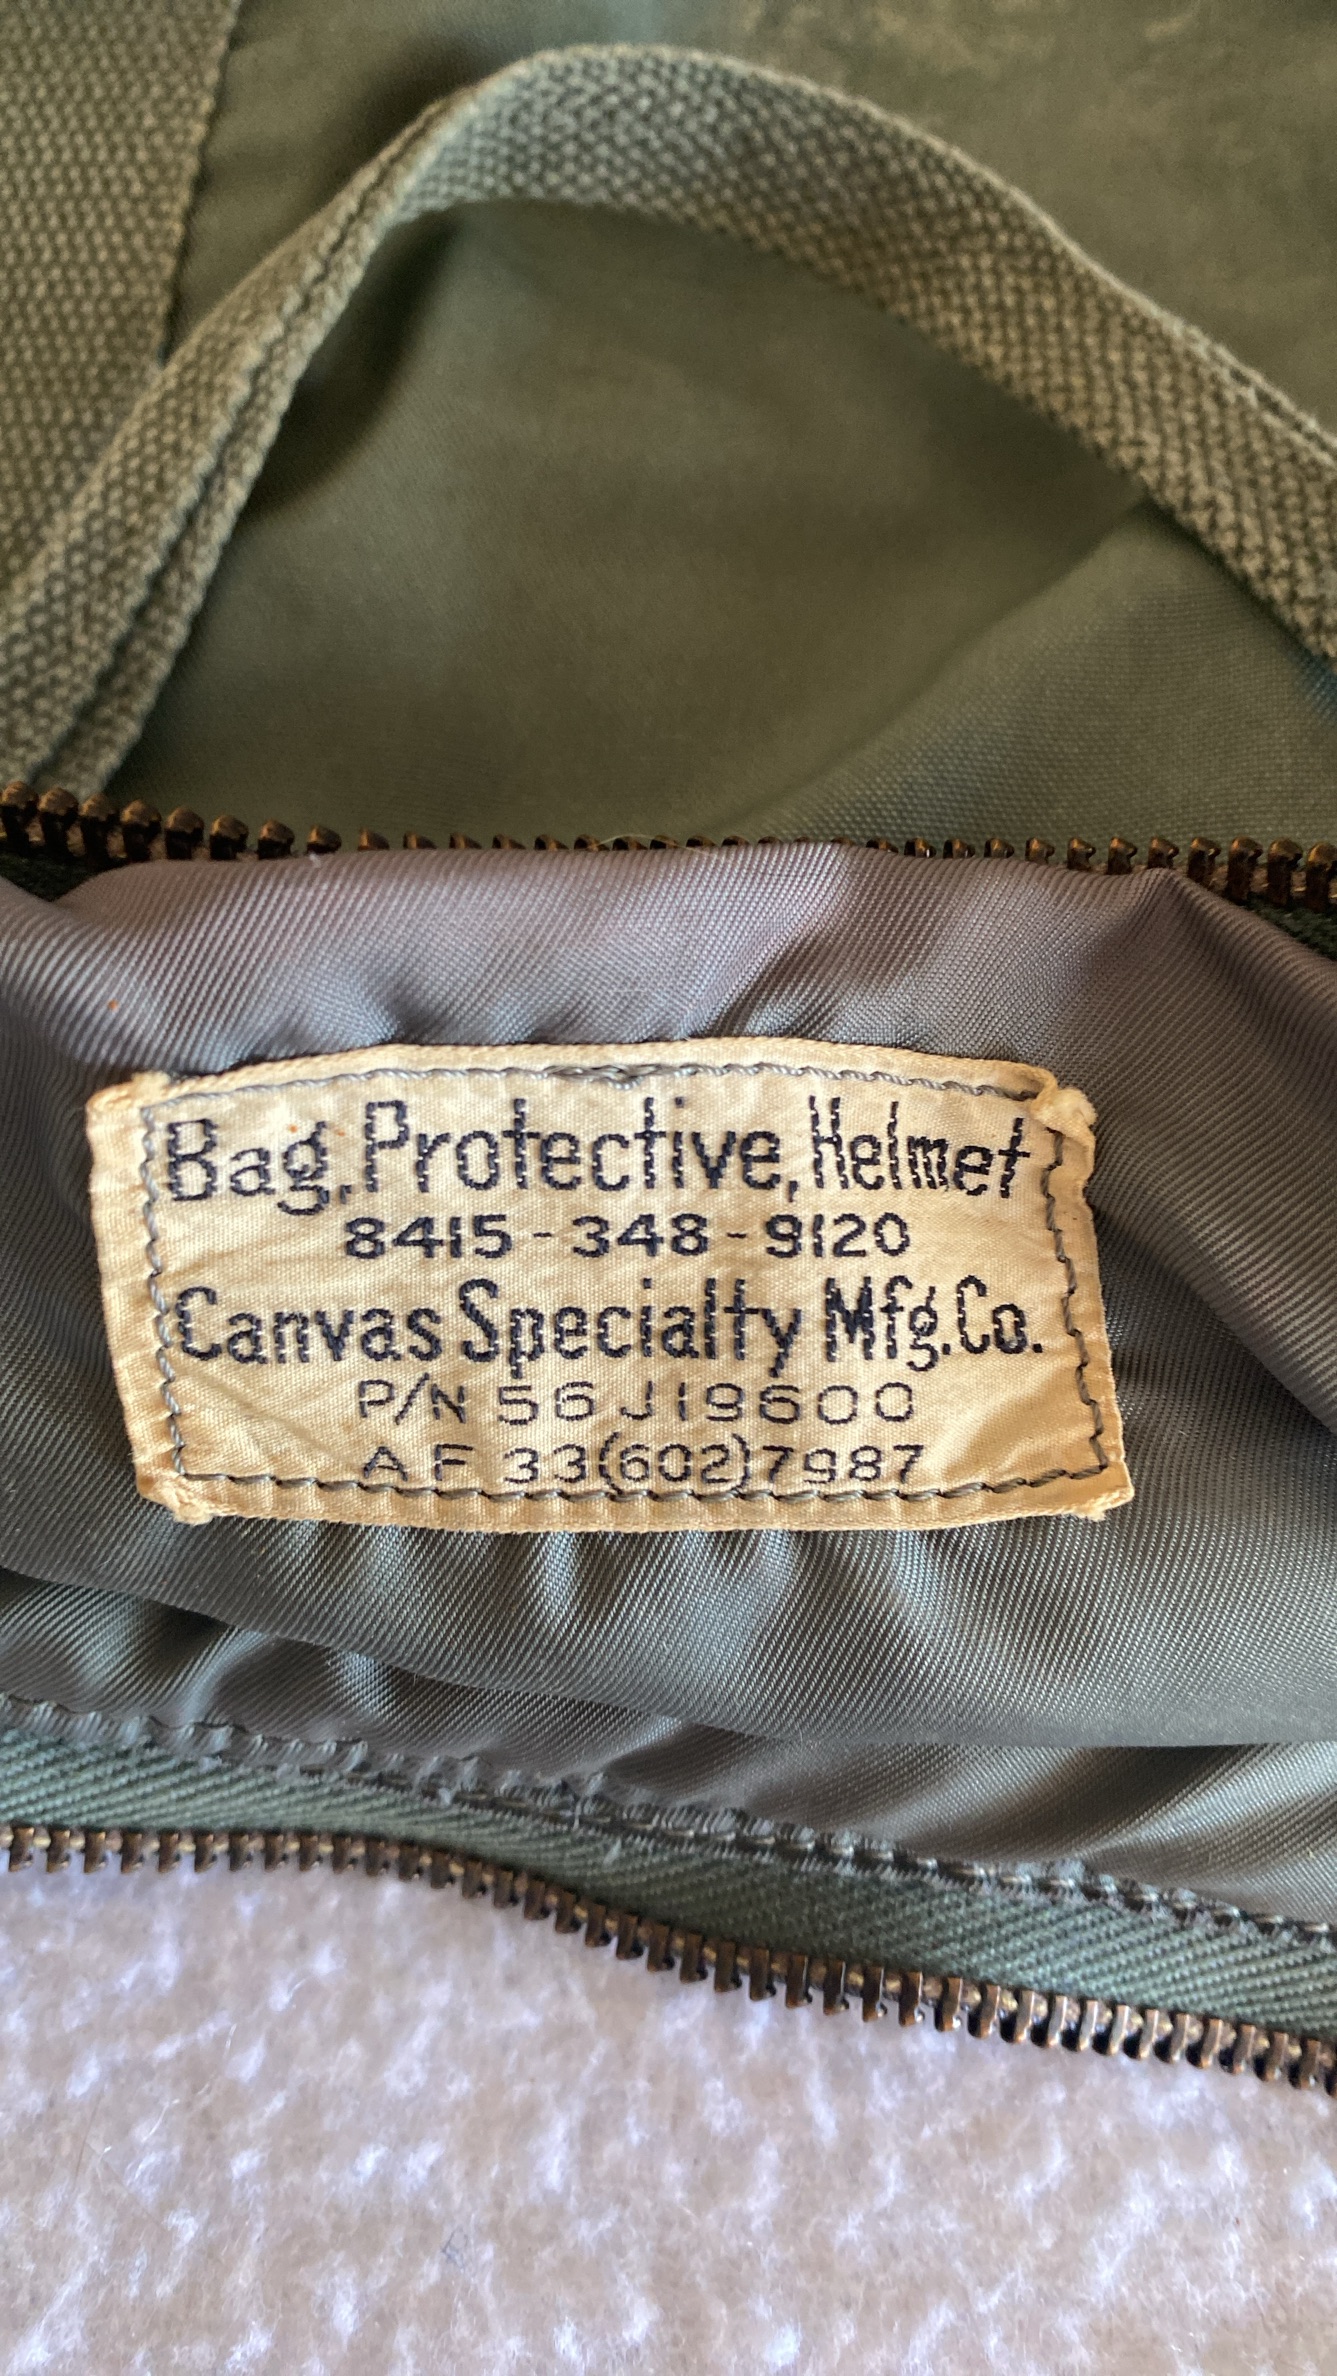 Bag, Protective, Helmet
8415-348-9120
Canvas Specialty Mfg. Co.
P/N 56J19600
AF 33(602)7987